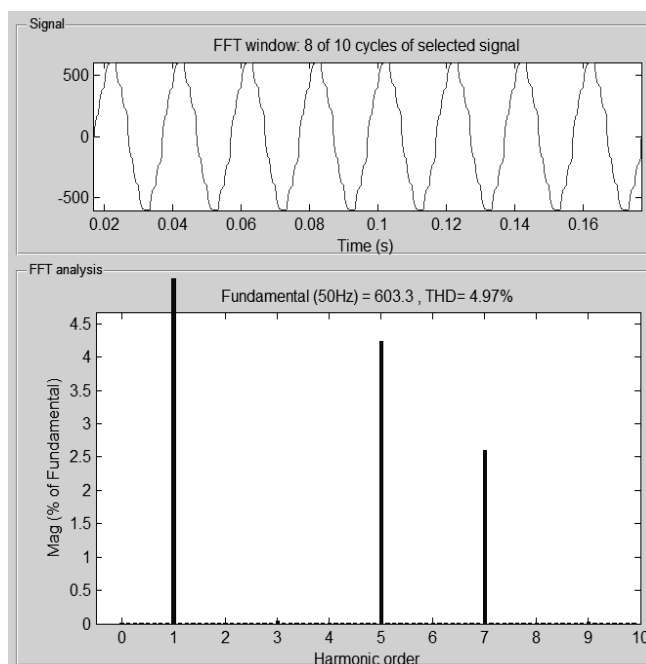 Signal
FFT window: 8 of 10 cycles of selected signal
500
0
-500
0.02 0.04 0.06 0.08 0.1 0.12 0.14 0.16
Time (s)
FFT analysis
Fundamental (50Hz) = 603.3 , THD= 4.97%
4.5
4
3.5
3
2.5
2
1.5
1
0.5
0
Mag (% of Fundamental)
0 1 2 3 4 5 6 7 8 9 10
Harmonic order